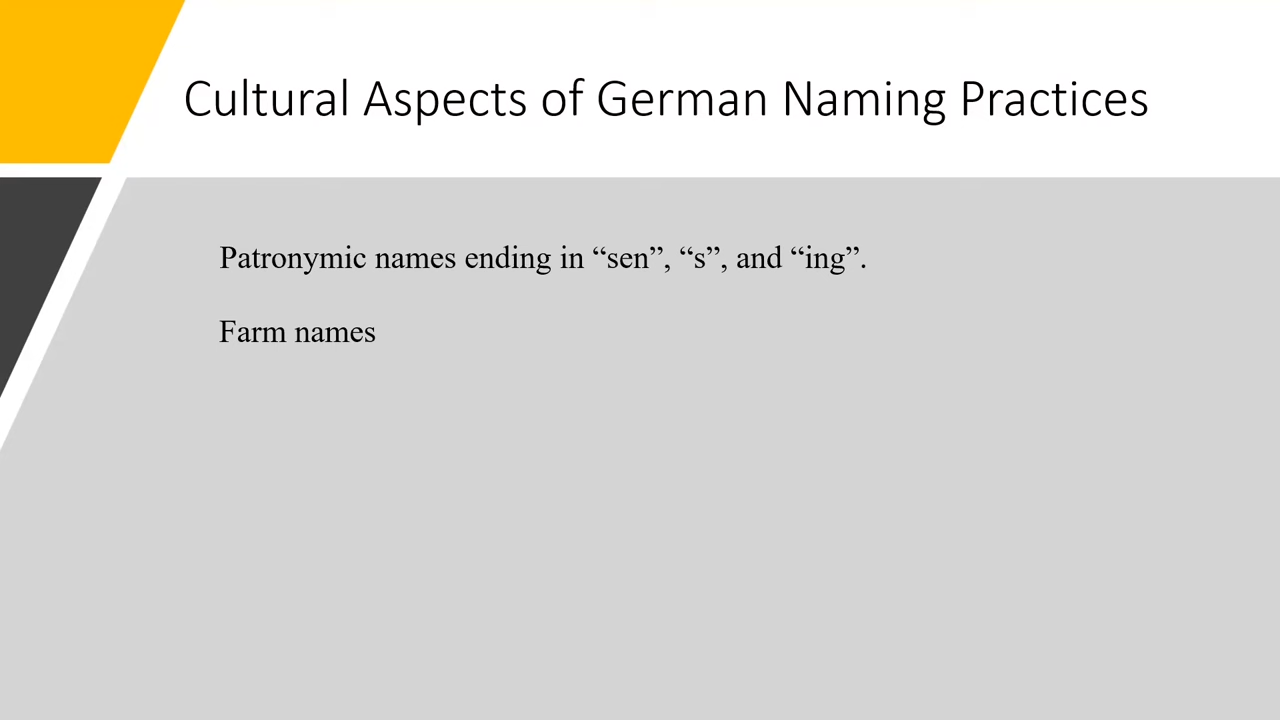 Cultural Aspects of German Naming Practices
Patronymic names ending in “sen”, “s”, and “ing”.
Farm names